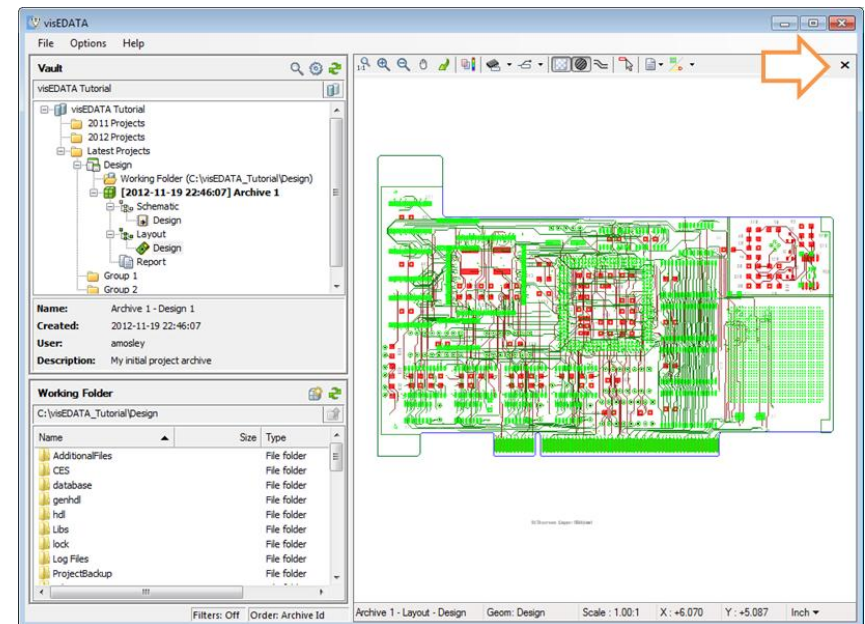 visEDATA
File Options Help
Vault
visEDATA Tutorial
visEDATA Tutorial
2011 Projects
2012 Projects
Latest Projects
Design
Working Folder (C:\visEDATA_Tutorial\Design)
[2012-11-19 22:46:07] Archive 1
Schematic
Design
Layout
Design
Report
Group 1
Group 2
Name: Archive 1 - Design 1
Created: 2012-11-19 22:46:07
User: amosley
Description: My initial project archive
Working Folder
C:\visEDATA_Tutorial\Design
Name Size Type
AdditionalFiles File folder
CES File folder
database File folder
genhdl File folder
hdl File folder
Libs File folder
lock File folder
Log Files File folder
ProjectBackup File folder
Filters: Off Order: Archive Id
1:1
Archive 1 - Layout - Design Geom: Design Scale : 1.00:1 X : +6.070 Y : +5.087 Inch